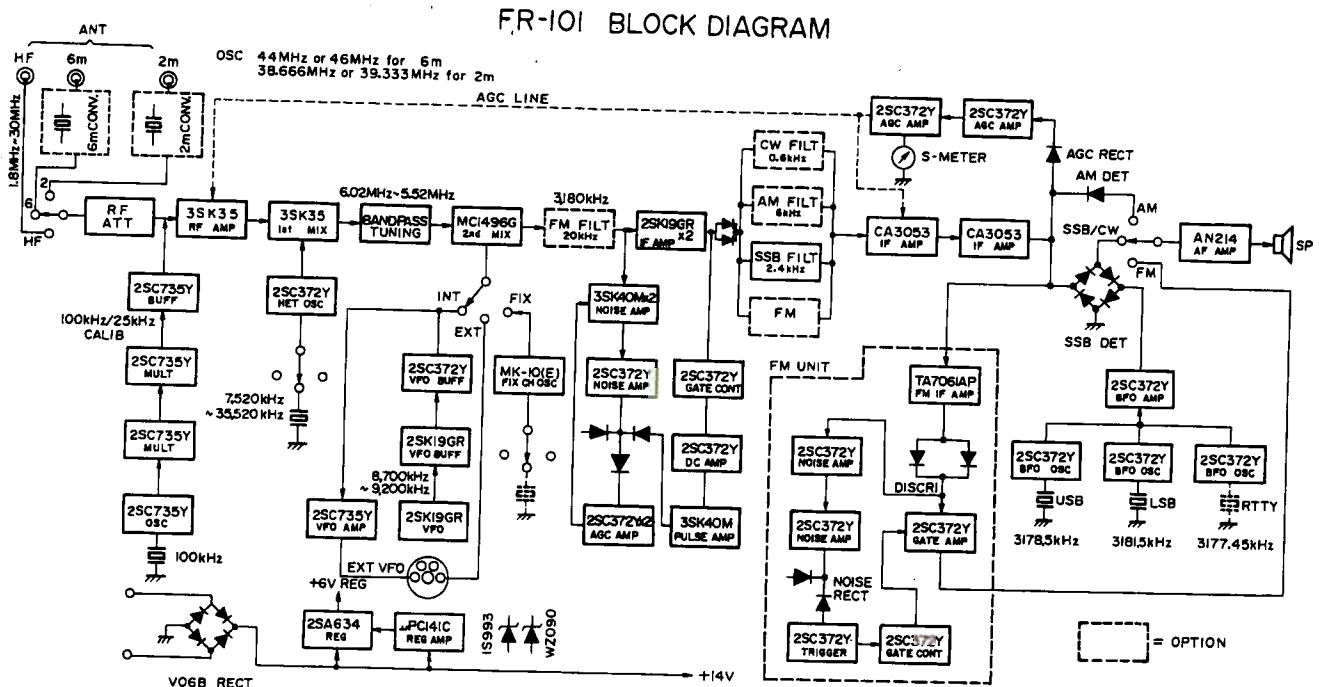 FR-101 BLOCK DIAGRAM
ANT
HF
6m
2m
OSC 44MHz or 46MHz for 6m
38.666MHz or 39.333MHz for 2m
1.8MHz~30MHz
6mCONV.
2mCONV.
AGC LINE
2
6
HF
RF
ATT
3SK35
RF AMP
3SK35
1st MIX
6.02MHz~5.52MHz
BANDPASS
TUNING
MC1496G
2nd MIX
3,180kHz
FM FILT
20kHz
2SK19GR
IF AMP x2
CW FILT
0.6kHz
AM FILT
6kHz
SSB FILT
2.4kHz
FM
2SC372Y
AGC AMP
2SC372Y
AGC AMP
S-METER
AGC RECT
AM DET
AM
CA3053
IF AMP
CA3053
IF AMP
SSB/CW
FM
AN214
AF AMP
SP
SSB DET
2SC735Y
BUFF
100kHz/25kHz
CALIB
2SC735Y
MULT
2SC735Y
MULT
2SC735Y
OSC
100kHz
2SC372Y
HET OSC
7,520kHz
~35,520kHz
INT
EXT
FIX
2SC372Y
VFO BUFF
2SK19GR
VFO BUFF
8,700kHz
~9,200kHz
2SC735Y
VFO AMP
2SK19GR
VFO
MK-10(E)
FIX CH OSC
EXT VFO
3SK40Mx2
NOISE AMP
2SC372Y
NOISE AMP
2SC372Y
GATE CONT
2SC372Y
DC AMP
2SC372Yx2
AGC AMP
3SK40M
PULSE AMP
FM UNIT
TA7061AP
FM IF AMP
2SC372Y
NOISE AMP
DISCRI
2SC372Y
NOISE AMP
2SC372Y
GATE AMP
NOISE
RECT
2SC372Y
TRIGGER
2SC372Y
GATE CONT
2SC372Y
BFO AMP
2SC372Y
BFO OSC
2SC372Y
BFO OSC
2SC372Y
BFO OSC
USB
LSB
RTTY
3178.5kHz
3181.5kHz
3177.45kHz
+6V REG
2SA634
REG
μPC141C
REG AMP
1S993
WZ090
+14V
V06B RECT
= OPTION